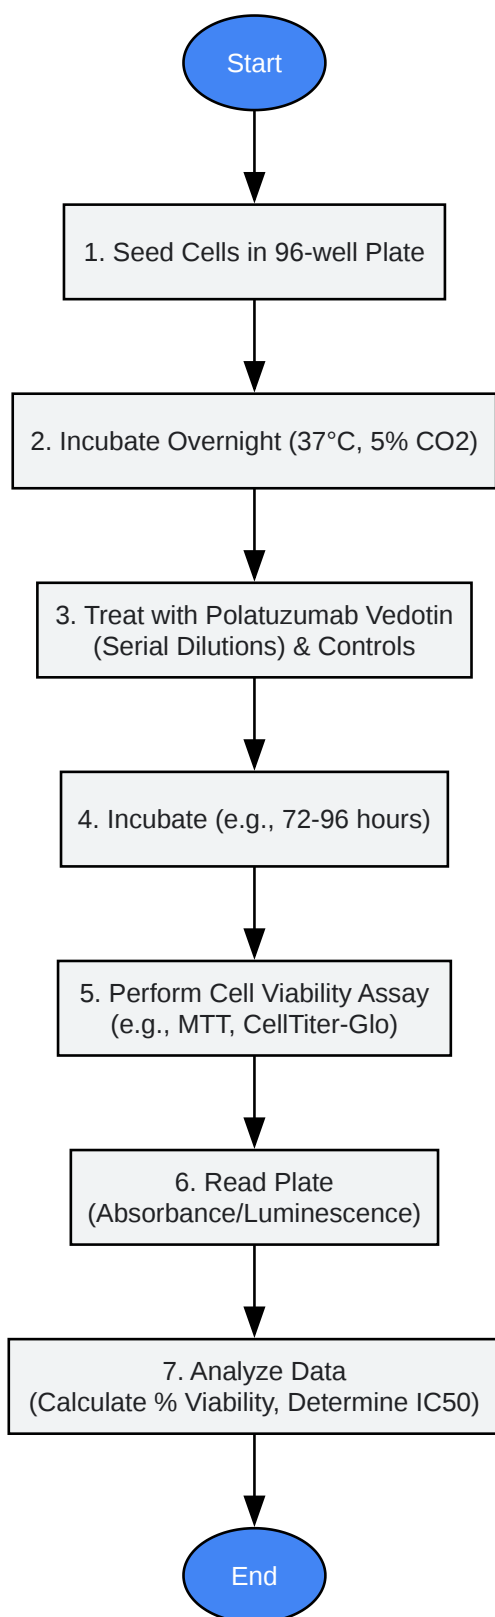 Start
1. Seed Cells in 96-well Plate
2. Incubate Overnight (37°C, 5% CO2)
3. Treat with Polatuzumab Vedotin
(Serial Dilutions) & Controls
4. Incubate (e.g., 72-96 hours)
5. Perform Cell Viability Assay
(e.g., MTT, CellTiter-Glo)
6. Read Plate
(Absorbance/Luminescence)
7. Analyze Data
(Calculate % Viability, Determine IC50)
End